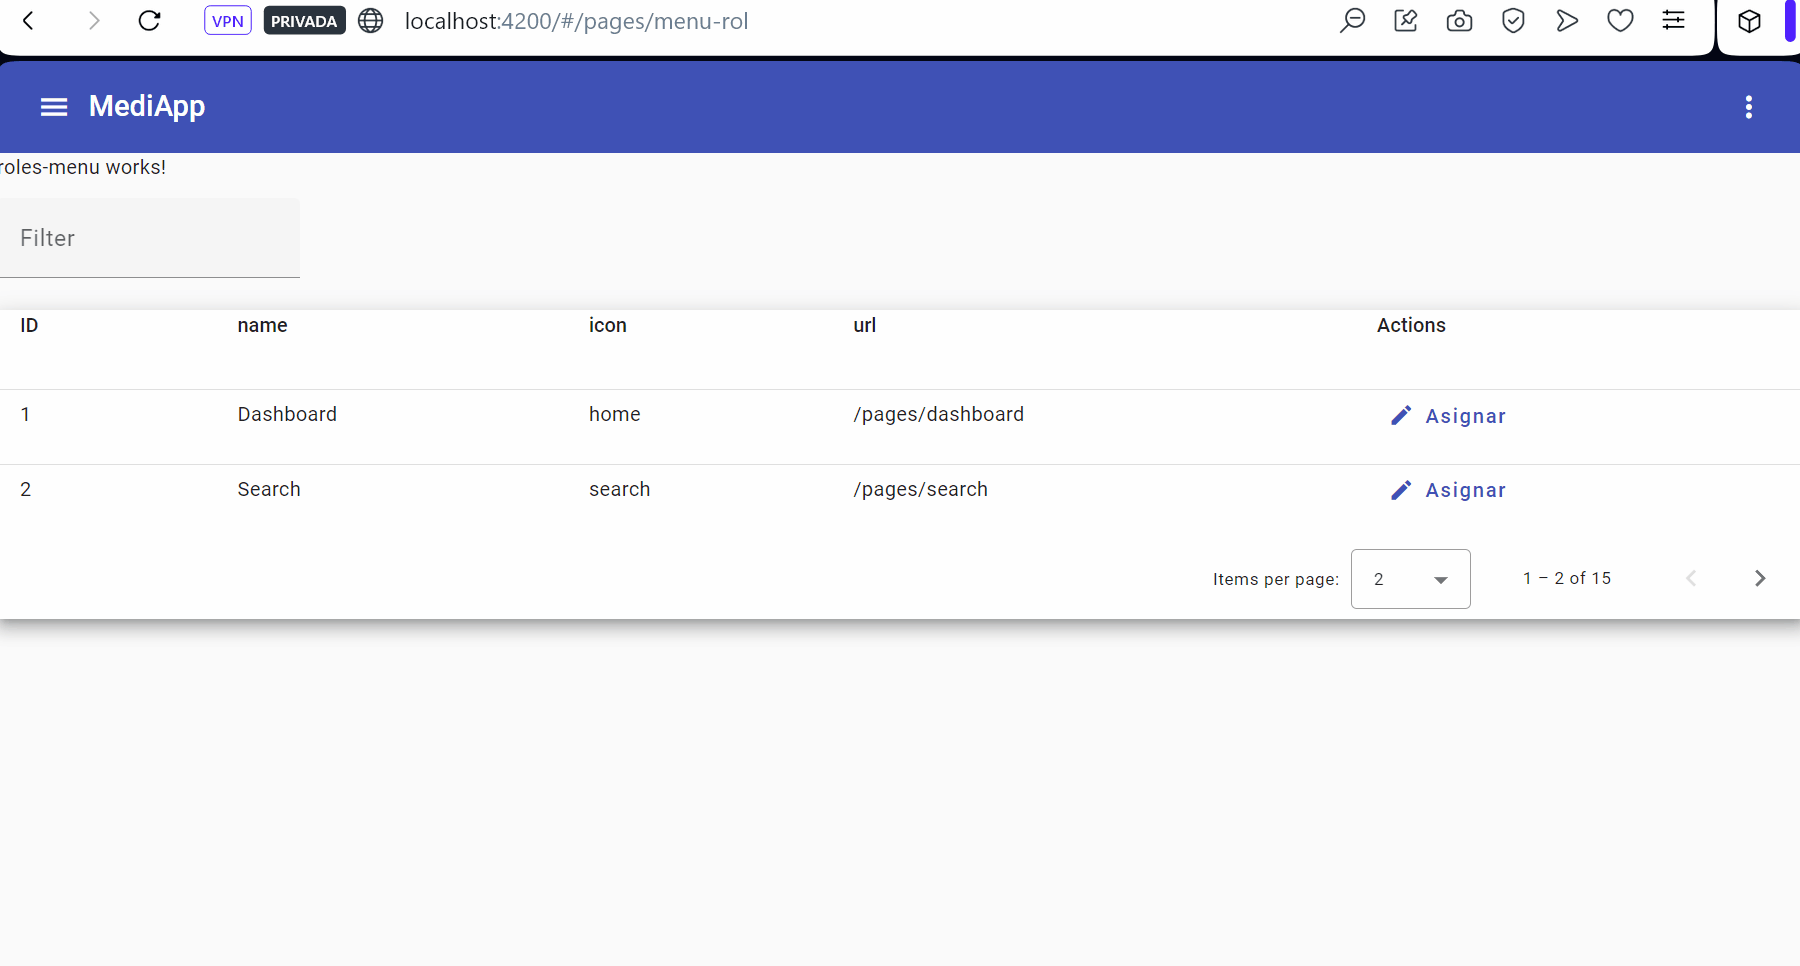 VPN PRIVADA localhost:4200/#/pages/menu-rol
MediApp
roles-menu works!
Filter
ID name icon url Actions
1 Dashboard home /pages/dashboard Asignar
2 Search search /pages/search Asignar
Items per page: 2 1 – 2 of 15